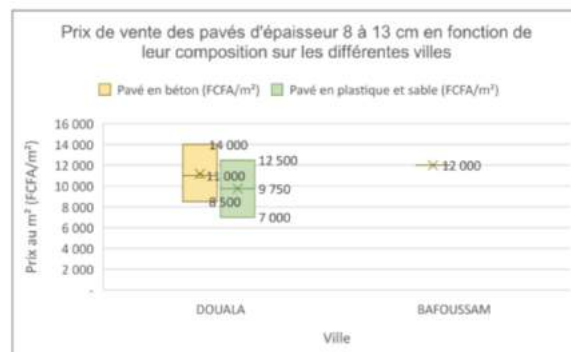 Prix de vente des pavés d'épaisseur 8 à 13 cm en fonction de
leur composition sur les différentes villes
Pavé en béton (FCFA/m²) Pavé en plastique et sable (FCFA/m²)
Prix au m² (FCFA/m²)
16 000
14 000
12 000
10 000
8 000
6 000
4 000
2 000
-
14 000
11 000
8 500
12 500
9 750
7 000
12 000
DOUALA BAFOUSSAM
Ville